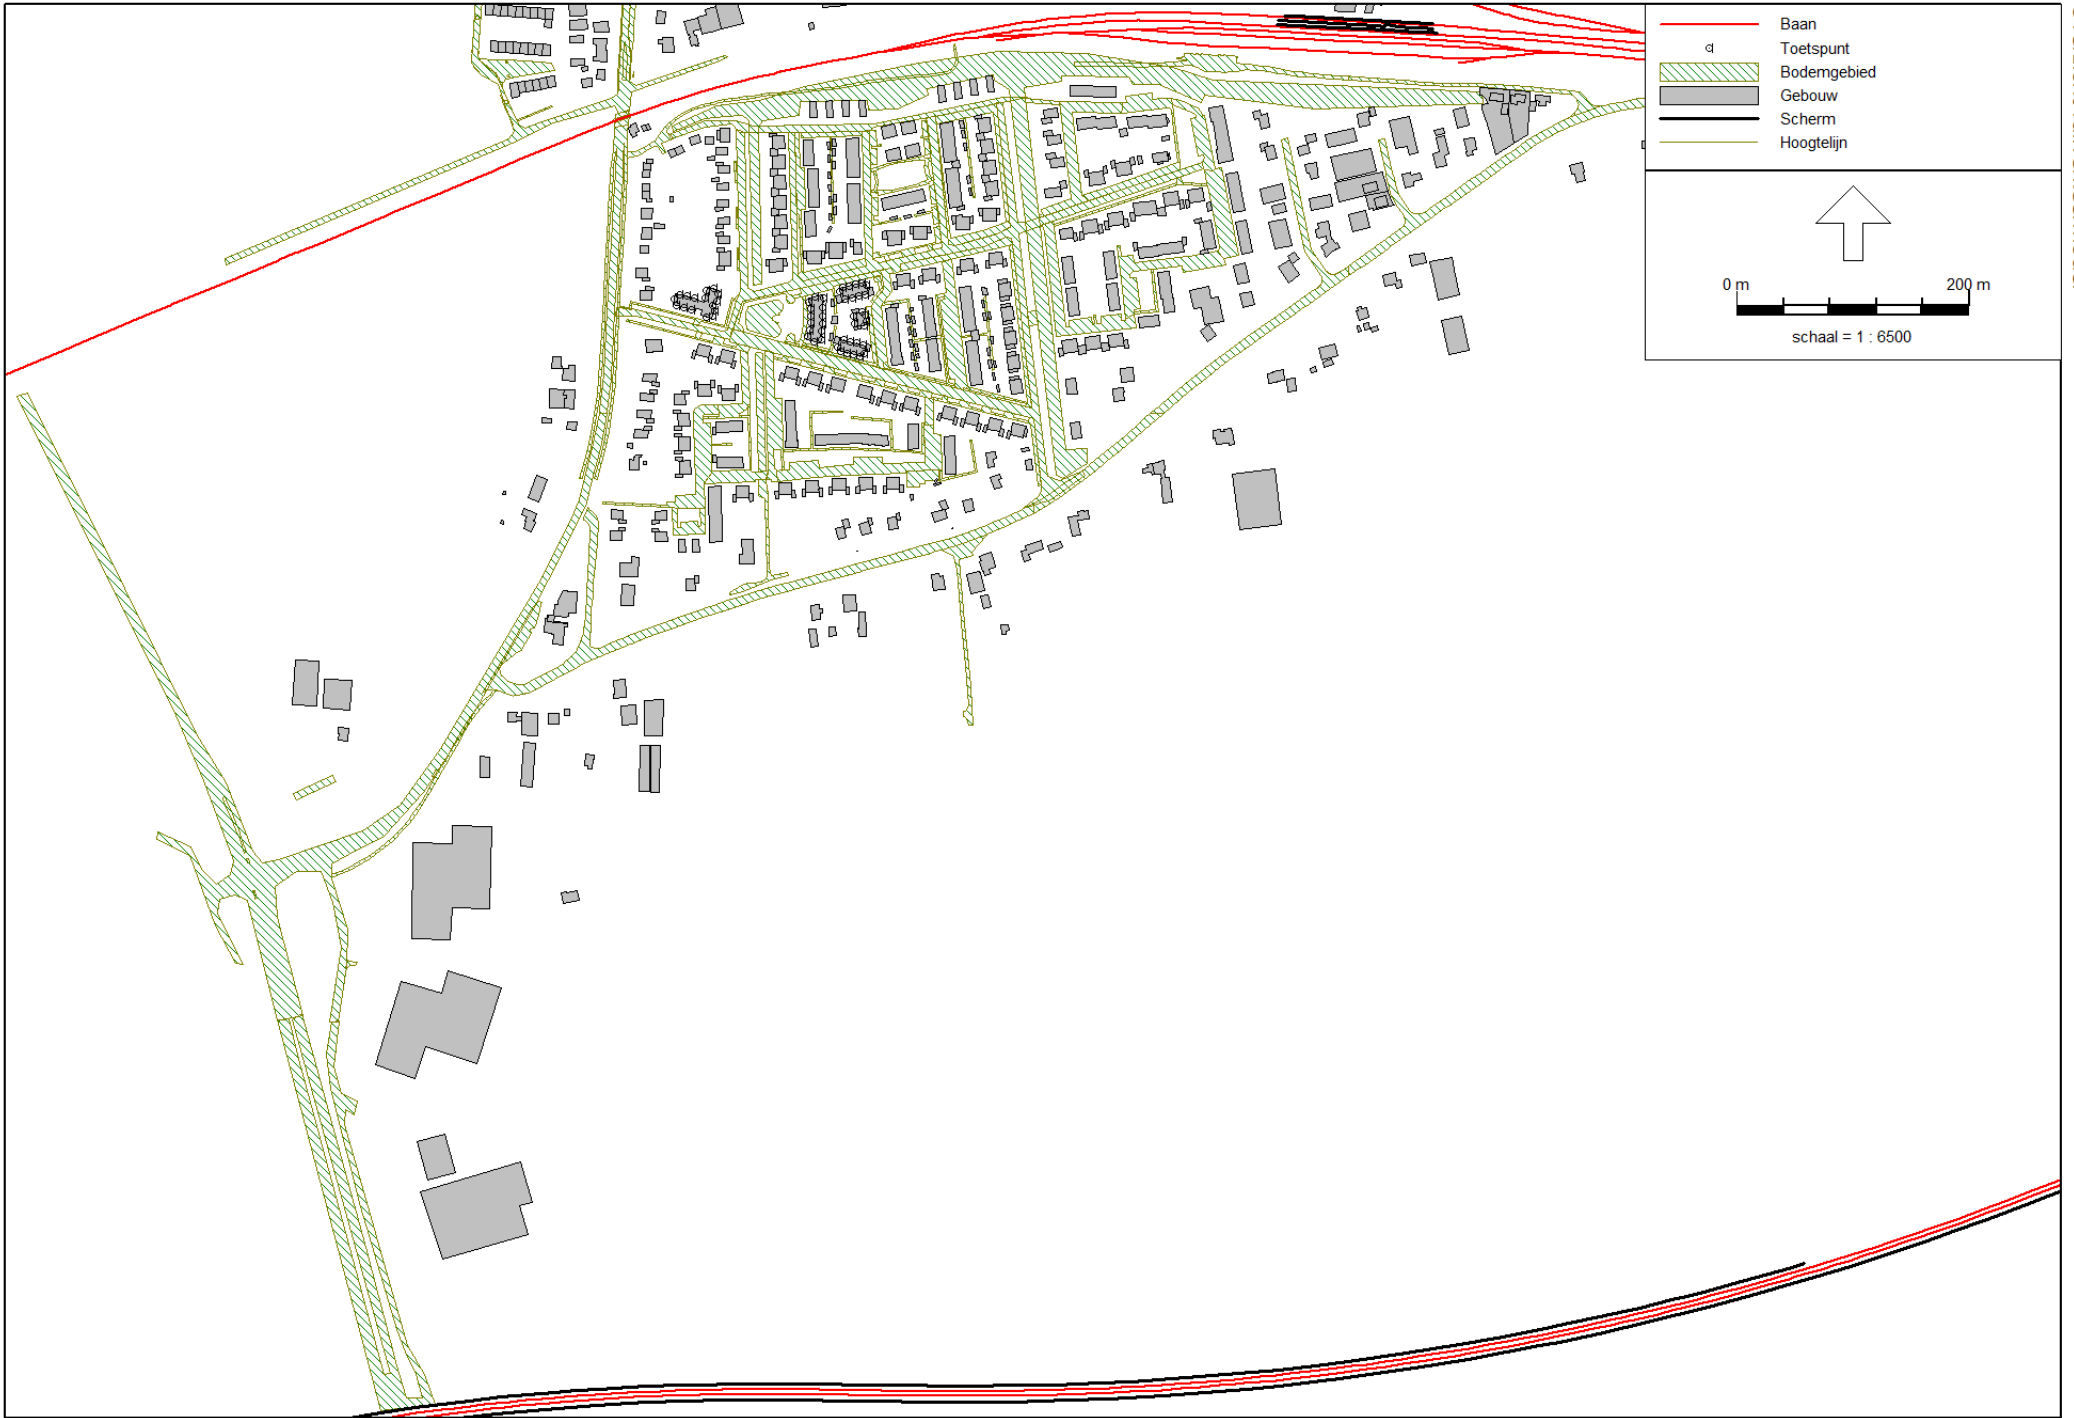 Baan
Toetspunt
Bodemgebied
Gebouw
Scherm
Hoogtelijn
0 m
200 m
schaal = 1 : 6500